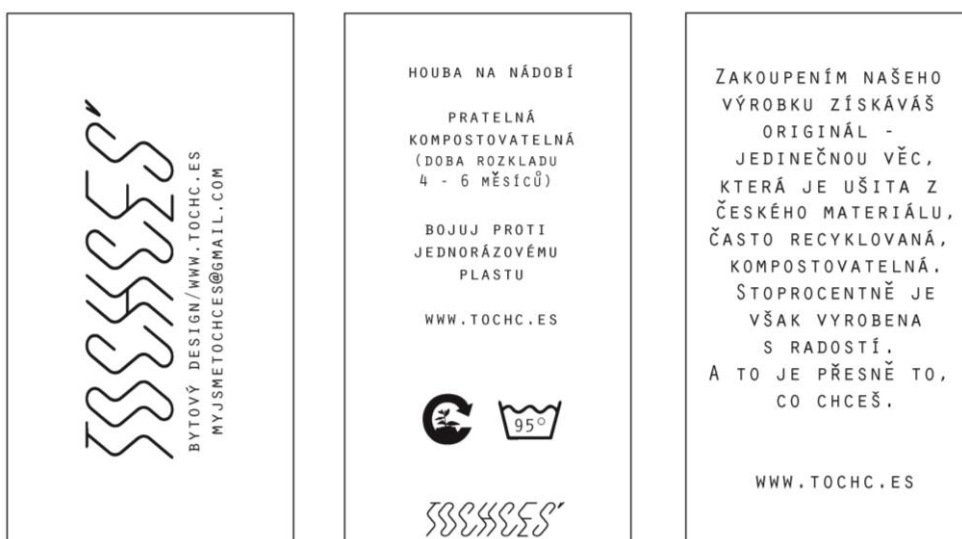 TOCHCEŠ
BYTOVÝ DESIGN/WWW.TOCHC.ES
MYJSMETOCHCES@GMAIL.COM
HOUBA NA NÁDOBÍ
PRATELNÁ
KOMPOSTOVATELNÁ
(DOBA ROZKLADU
4 - 6 MĚSÍCŮ)
BOJUJ PROTI
JEDNORÁZOVÉMU
PLASTU
WWW.TOCHC.ES
95°
TOCHCEŠ
ZAKOUPENÍM NAŠEHO
VÝROBKU ZÍSKÁVÁŠ
ORIGINÁL -
JEDINEČNOU VĚC,
KTERÁ JE UŠITA Z
ČESKÉHO MATERIÁLU,
ČASTO RECYKLOVANÁ,
KOMPOSTOVATELNÁ.
STOPROCENTNĚ JE
VŠAK VYROBENA
S RADOSTÍ.
A TO JE PŘESNĚ TO,
CO CHCEŠ.
WWW.TOCHC.ES